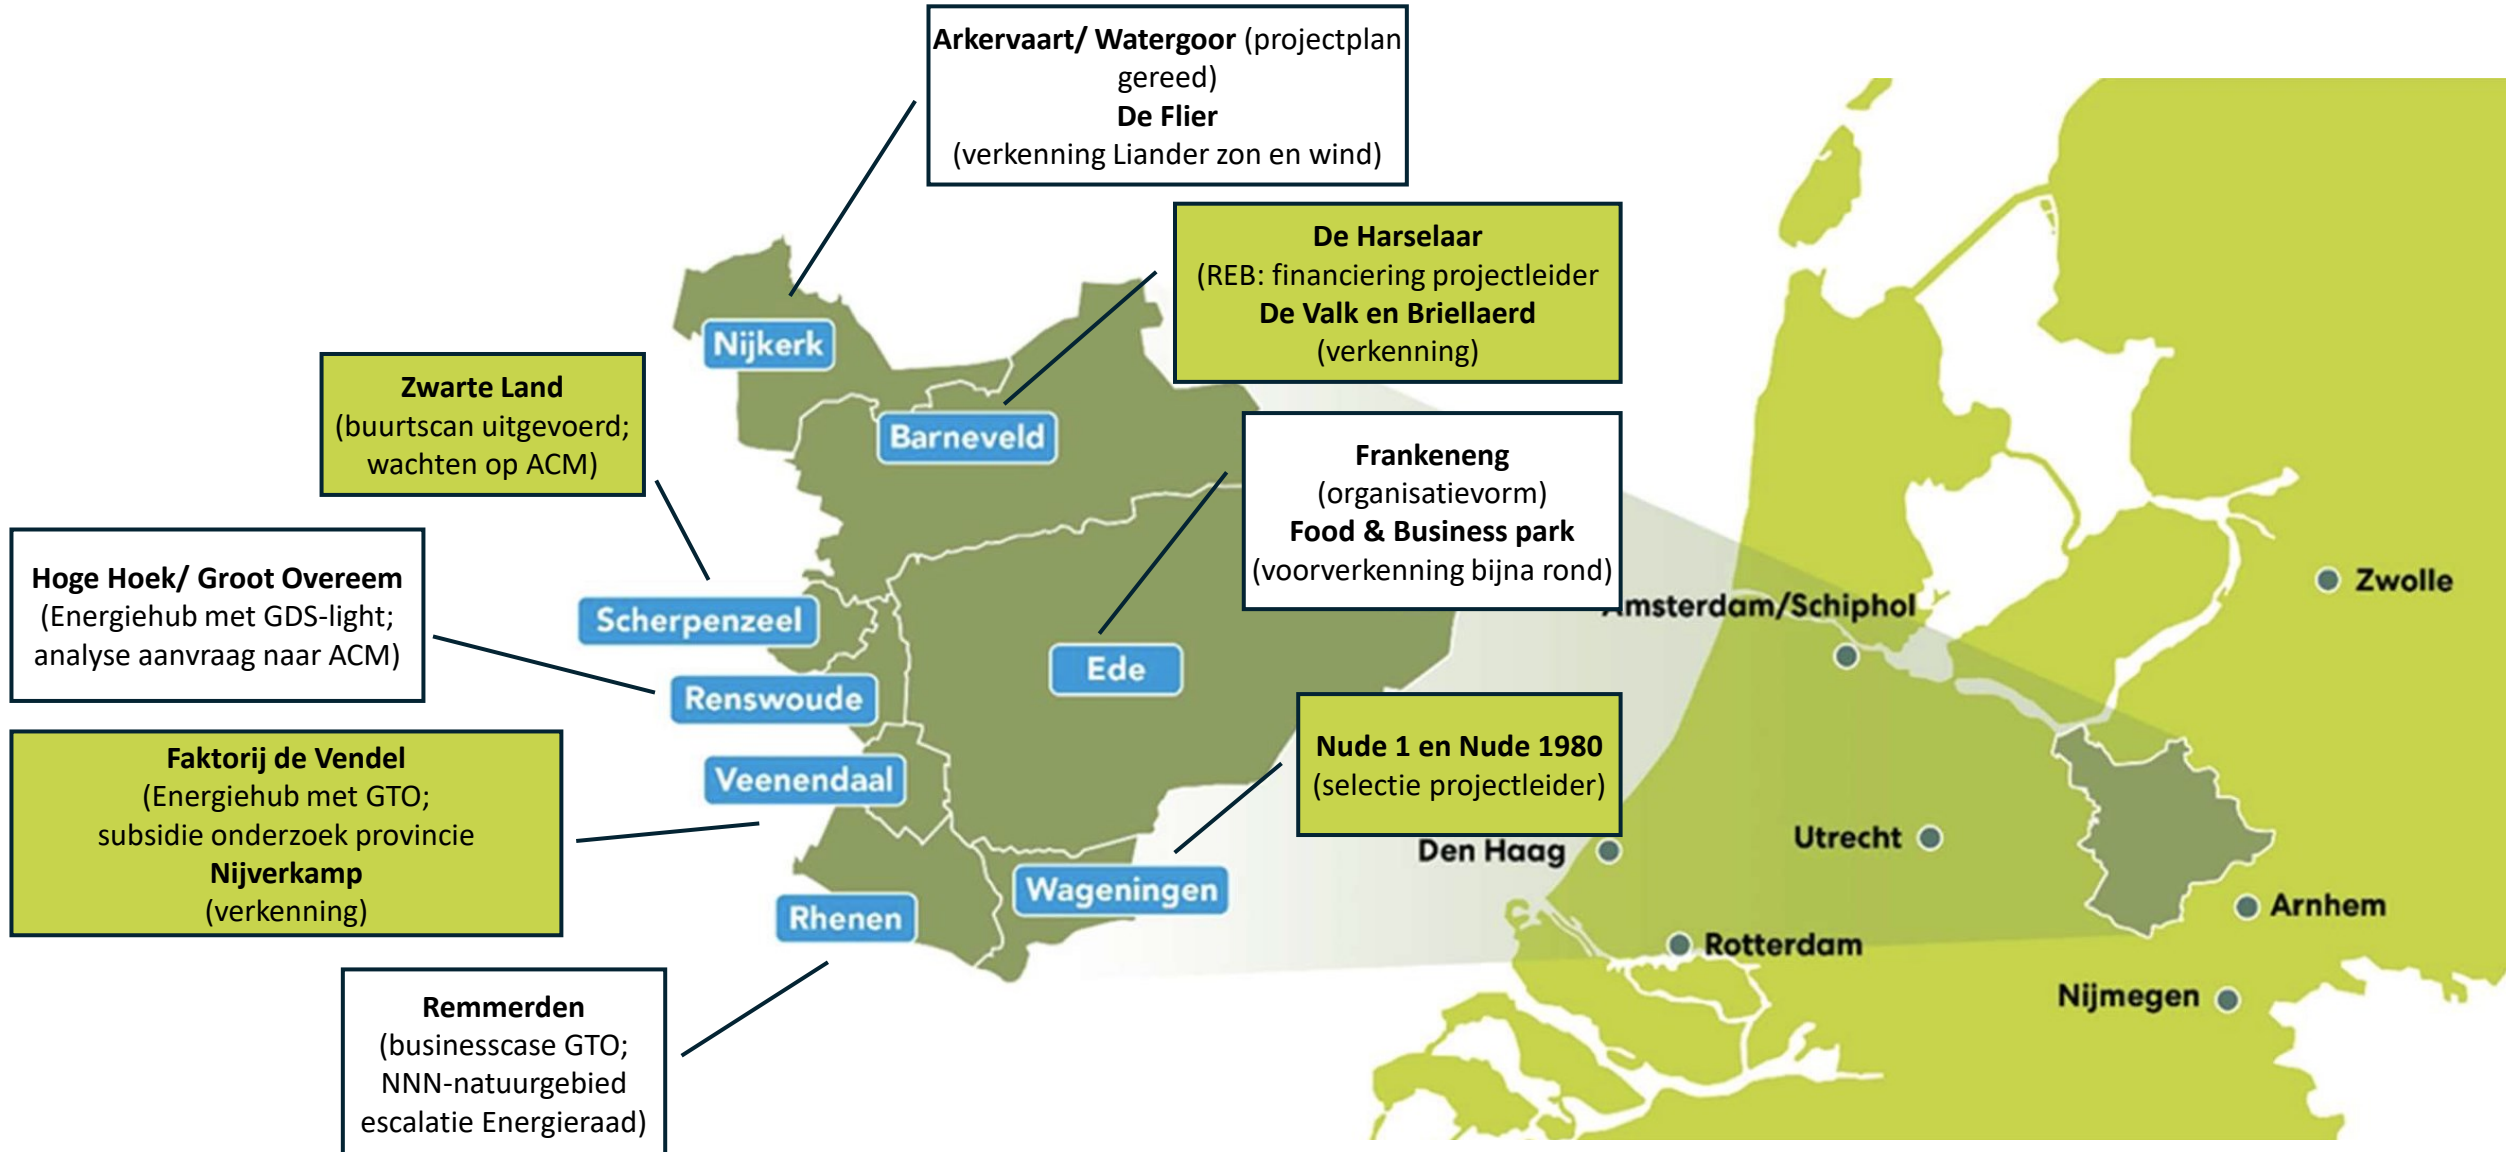 Arkervaart/ Watergoor (projectplan
gereed)
De Flier
(verkenning Liander zon en wind)
De Harselaar
(REB: financiering projectleider
De Valk en Briellaerd
(verkenning)
Nijkerk
Zwarte Land
(buurtscan uitgevoerd;
wachten op ACM)
Barneveld
Frankeneng
(organisatievorm)
Food & Business park
(voorverkenning bijna rond)
Hoge Hoek/ Groot Overeem
(Energiehub met GDS-light;
analyse aanvraag naar ACM)
Scherpenzeel
Ede
Renswoude
Faktorij de Vendel
(Energiehub met GTO;
subsidie onderzoek provincie
Nijverkamp
(verkenning)
Veenendaal
Nude 1 en Nude 1980
(selectie projectleider)
Wageningen
Rhenen
Remmerden
(businesscase GTO;
NNN-natuurgebied
escalatie Energieraad)
Zwolle
Amsterdam/Schiphol
Utrecht
Den Haag
Arnhem
Rotterdam
Nijmegen